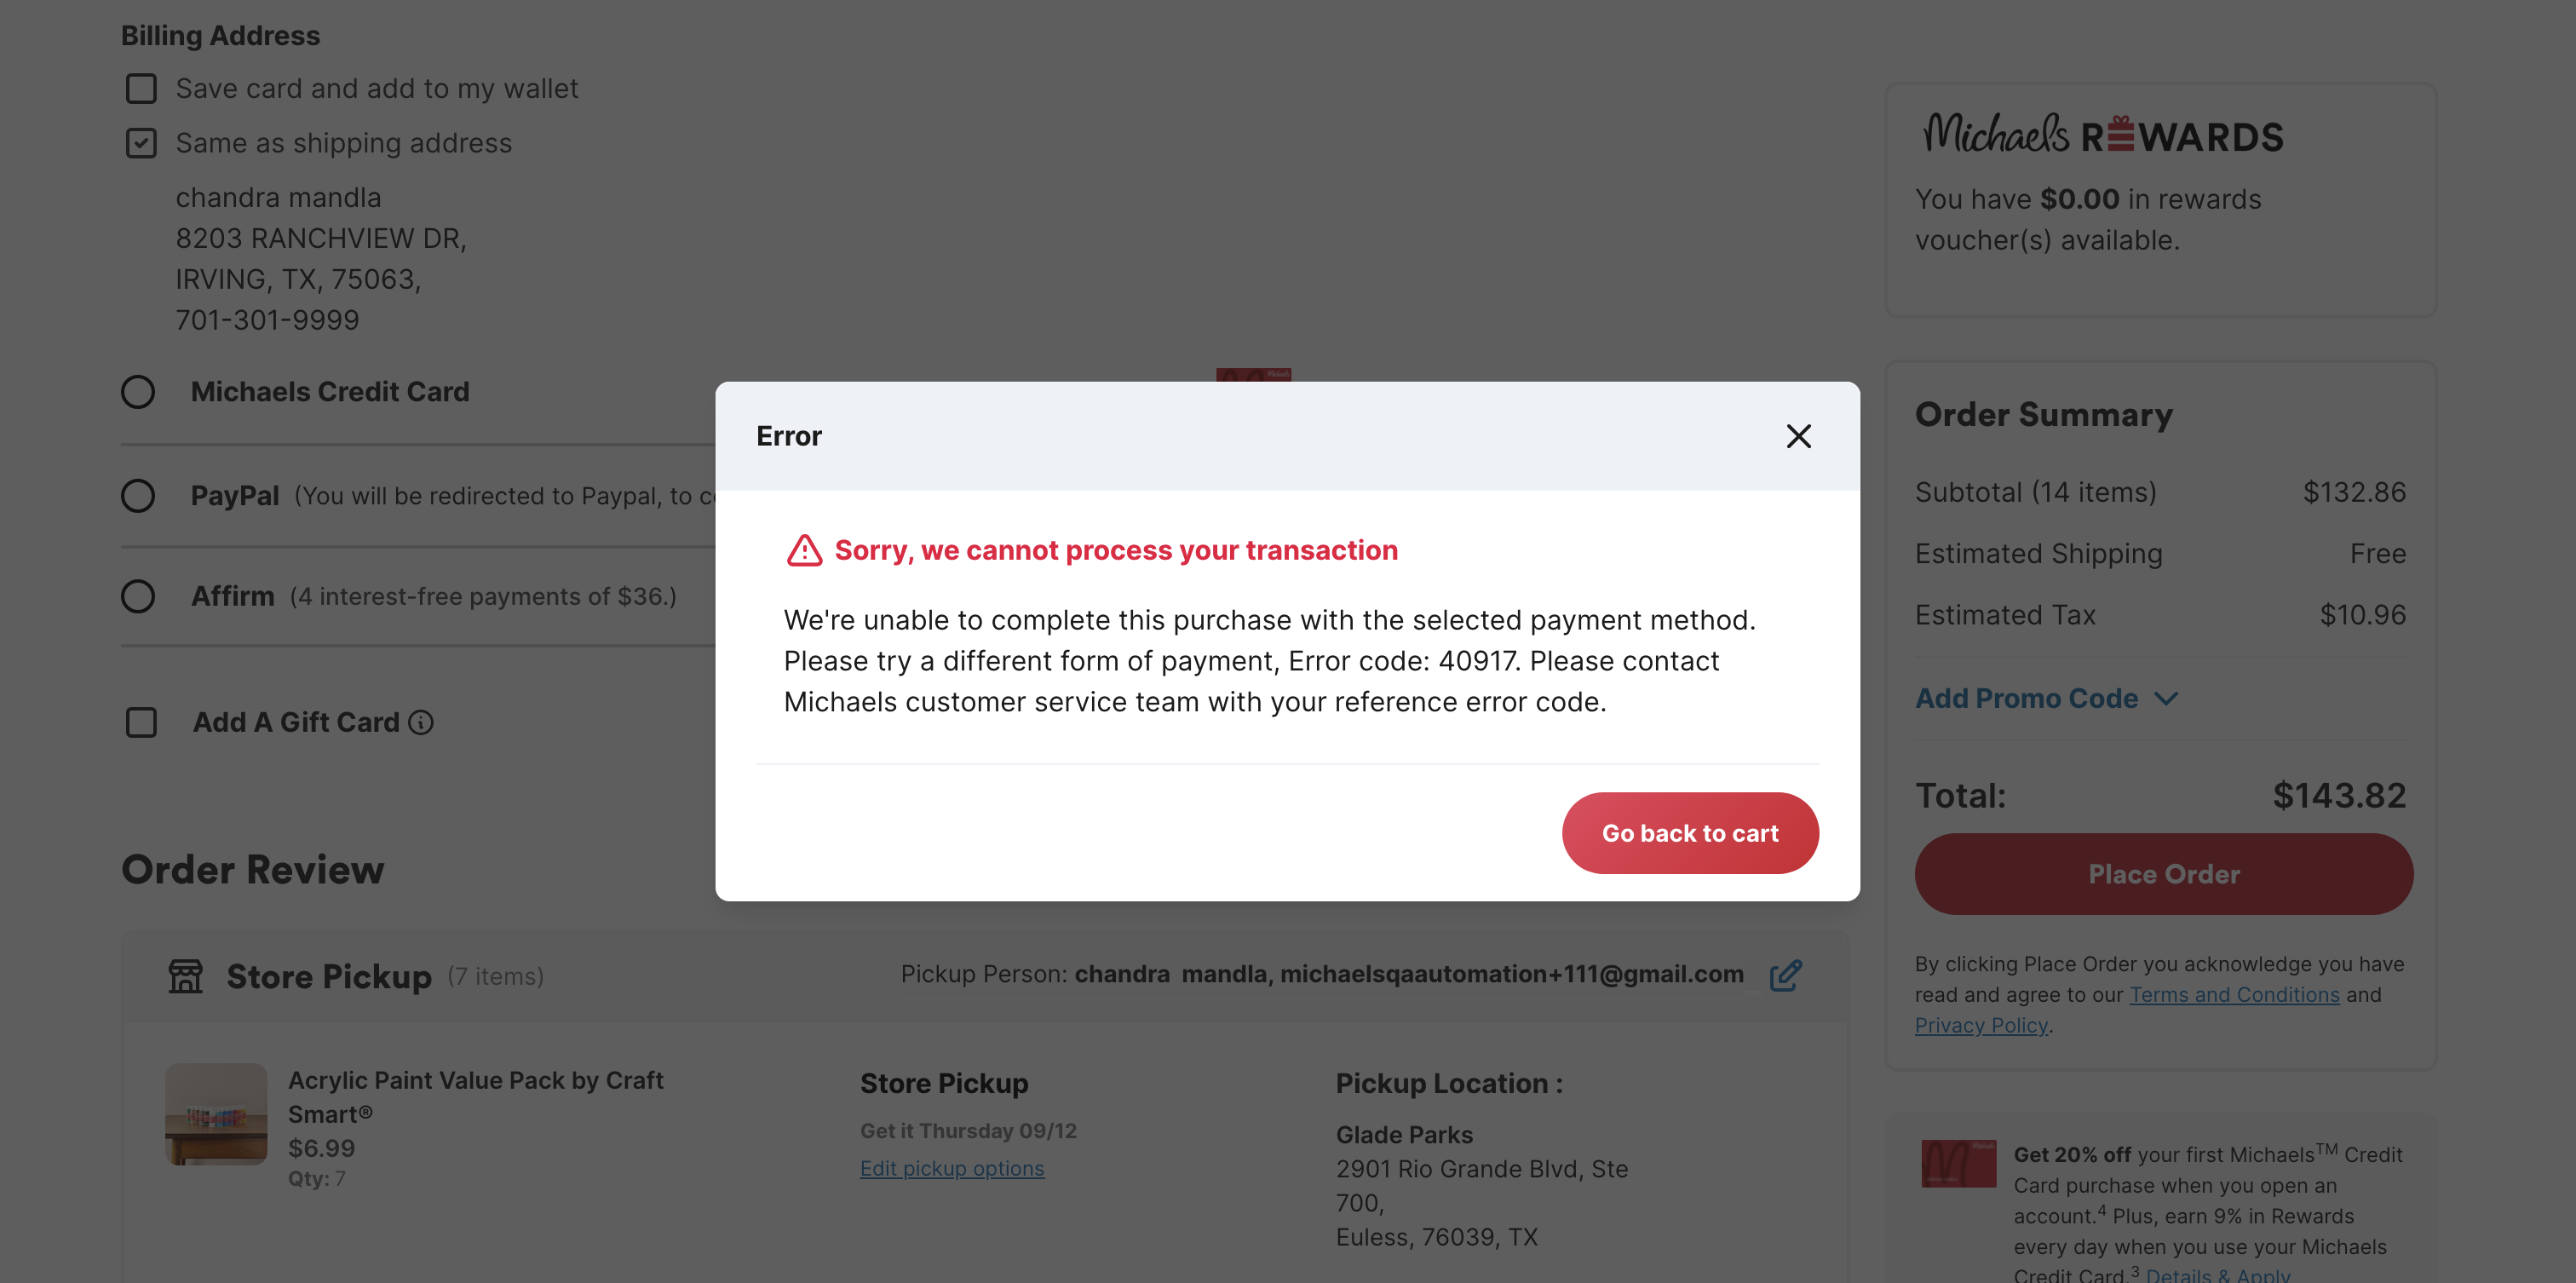 Billing Address
Save card and add to my wallet
Same as shipping address
chandra mandla
8203 RANCHVIEW DR,
IRVING, TX, 75063,
701-301-9999
Michaels Credit Card
PayPal (You will be redirected to Paypal, to
Affirm (4 interest-free payments of $36.)
Add A Gift Card
Error
Sorry, we cannot process your transaction
We're unable to complete this purchase with the selected payment method.
Please try a different form of payment, Error code: 40917. Please contact
Michaels customer service team with your reference error code.
Go back to cart
Michaels REWARDS
You have $0.00 in rewards
voucher(s) available.
Order Summary
Subtotal (14 items) $132.86
Estimated Shipping Free
Estimated Tax $10.96
Add Promo Code
Total: $143.82
Place Order
By clicking Place Order you acknowledge you have
read and agree to our Terms and Conditions and
Privacy Policy.
Order Review
Store Pickup (7 items)
Pickup Person: chandra mandla, michaelsqaautomation+111@gmail.com
Acrylic Paint Value Pack by Craft
Smart®
$6.99
Qty: 7
Store Pickup
Get it Thursday 09/12
Edit pickup options
Pickup Location :
Glade Parks
2901 Rio Grande Blvd, Ste
700,
Euless, 76039, TX
Get 20% off your first Michaels™ Credit
Card purchase when you open an
account.⁴ Plus, earn 9% in Rewards
every day when you use your Michaels
Credit Card.³ Details & Apply